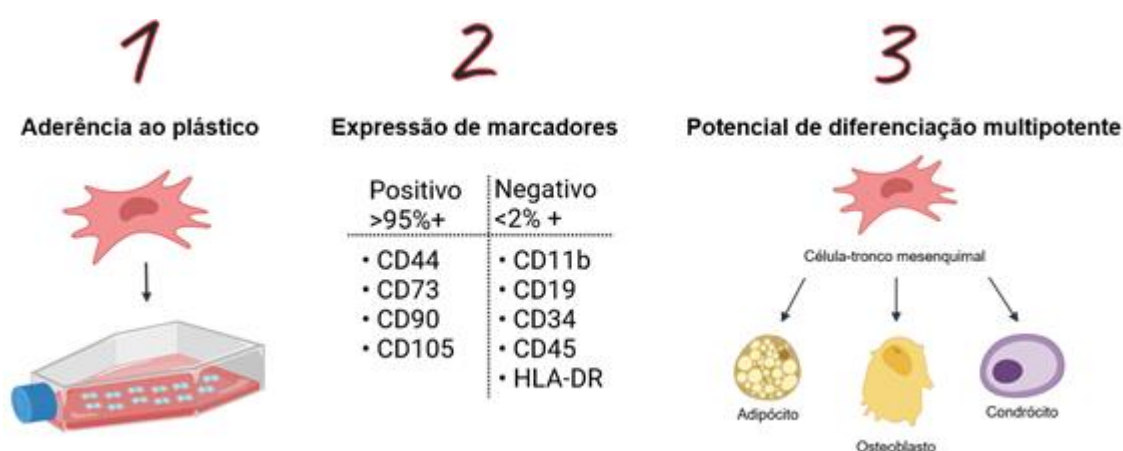 1
Aderência ao plástico
2
Expressão de marcadores
Positivo
>95%+
• CD44
• CD73
• CD90
• CD105
Negativo
<2% +
• CD11b
• CD19
• CD34
• CD45
• HLA-DR
3
Potencial de diferenciação multipotente
Célula-tronco mesenquimal
Adipócito
Osteoblasto
Condrócito